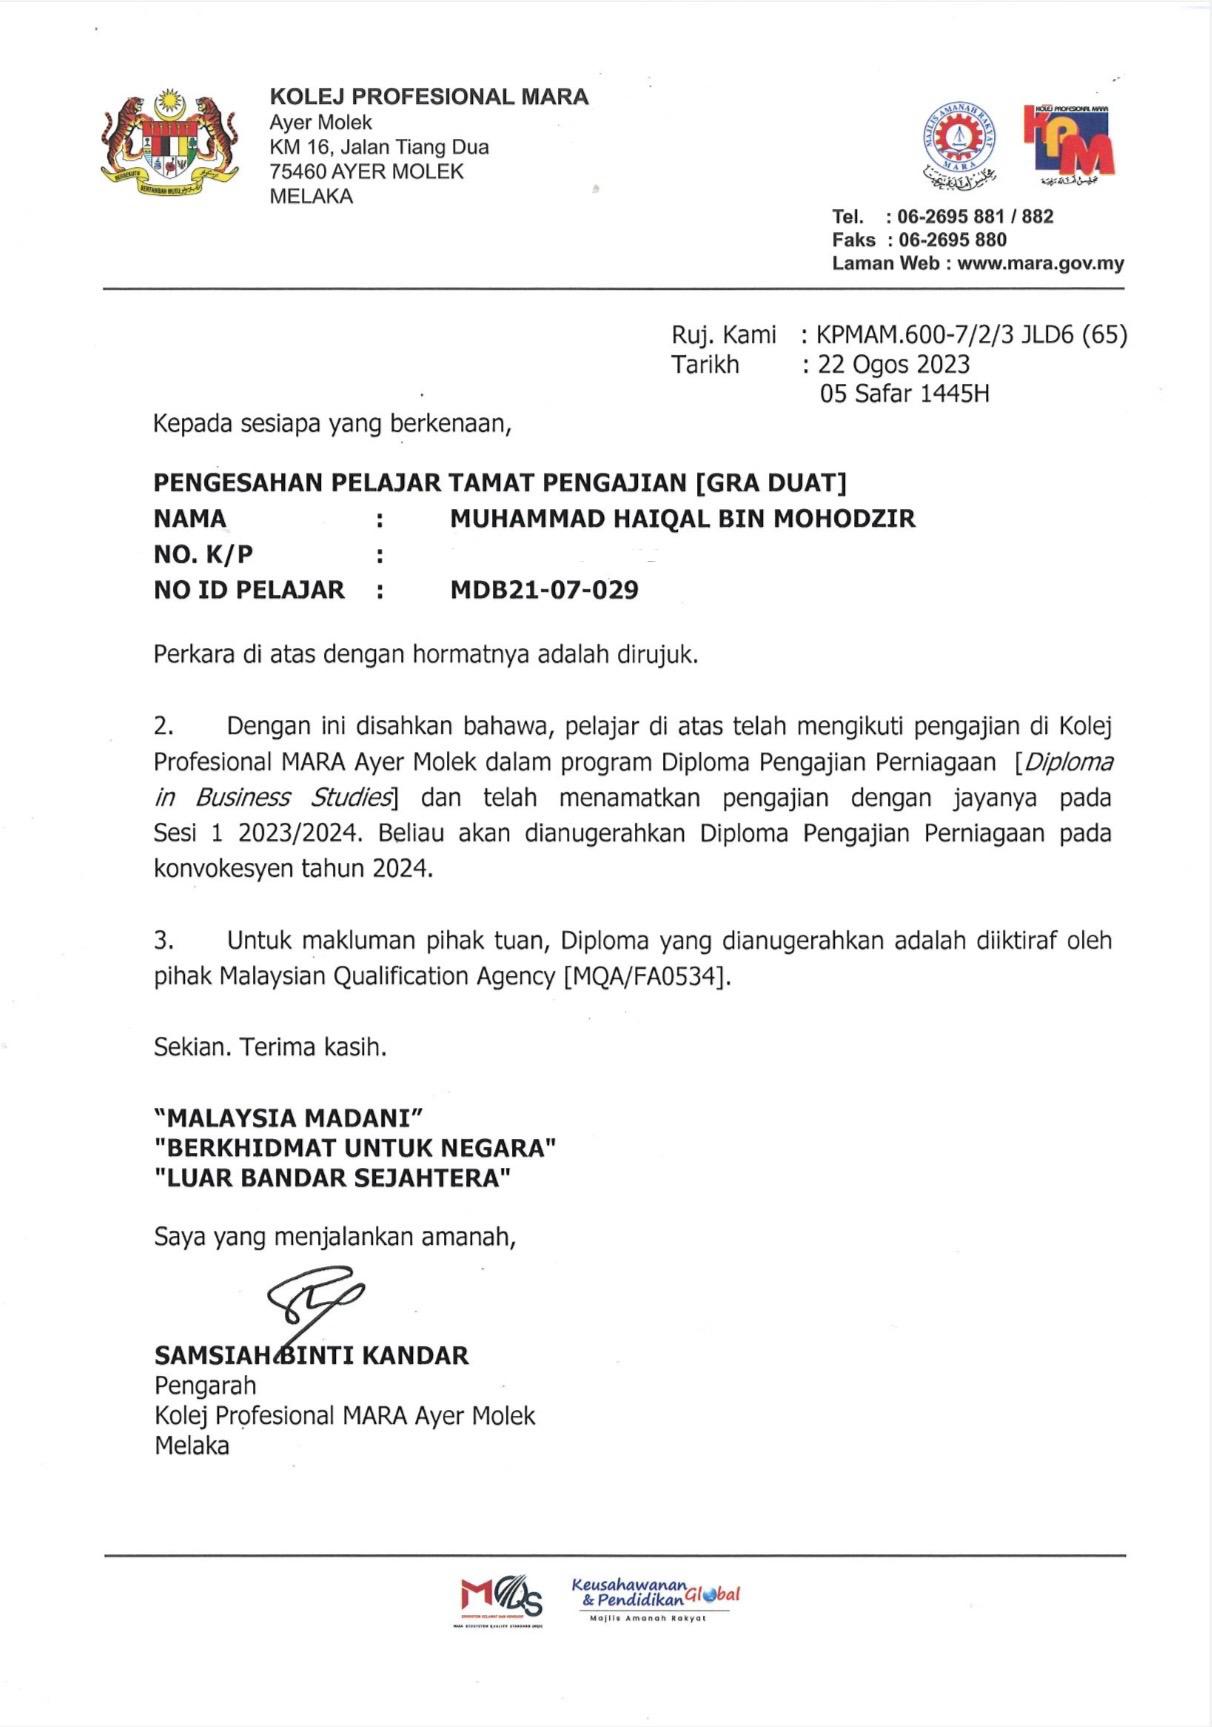 KOLEJ PROFESIONAL MARA
Ayer Molek
KM 16, Jalan Tiang Dua
75460 AYER MOLEK
MELAKA
MAJLIS AMANAH RAKYAT
MARA
KOLEJ PROFESIONAL MARA
KPM
Tel. : 06-2695 881 / 882
Faks : 06-2695 880
Laman Web : www.mara.gov.my
Ruj. Kami : KPMAM.600-7/2/3 JLD6 (65)
Tarikh : 22 Ogos 2023
05 Safar 1445H
Kepada sesiapa yang berkenaan,
PENGESAHAN PELAJAR TAMAT PENGAJIAN [GRA DUAT]
NAMA : MUHAMMAD HAIQAL BIN MOHODZIR
NO. K/P :
NO ID PELAJAR : MDB21-07-029
Perkara di atas dengan hormatnya adalah dirujuk.
2. Dengan ini disahkan bahawa, pelajar di atas telah mengikuti pengajian di Kolej
Profesional MARA Ayer Molek dalam program Diploma Pengajian Perniagaan [Diploma
in Business Studies] dan telah menamatkan pengajian dengan jayanya pada
Sesi 1 2023/2024. Beliau akan dianugerahkan Diploma Pengajian Perniagaan pada
konvokesyen tahun 2024.
3. Untuk makluman pihak tuan, Diploma yang dianugerahkan adalah diiktiraf oleh
pihak Malaysian Qualification Agency [MQA/FA0534].
Sekian. Terima kasih.
“MALAYSIA MADANI”
"BERKHIDMAT UNTUK NEGARA"
"LUAR BANDAR SEJAHTERA"
Saya yang menjalankan amanah,
SAMSIAH BINTI KANDAR
Pengarah
Kolej Profesional MARA Ayer Molek
Melaka
MQS
Keusahawanan
& Pendidikan Global
Majlis Amanah Rakyat